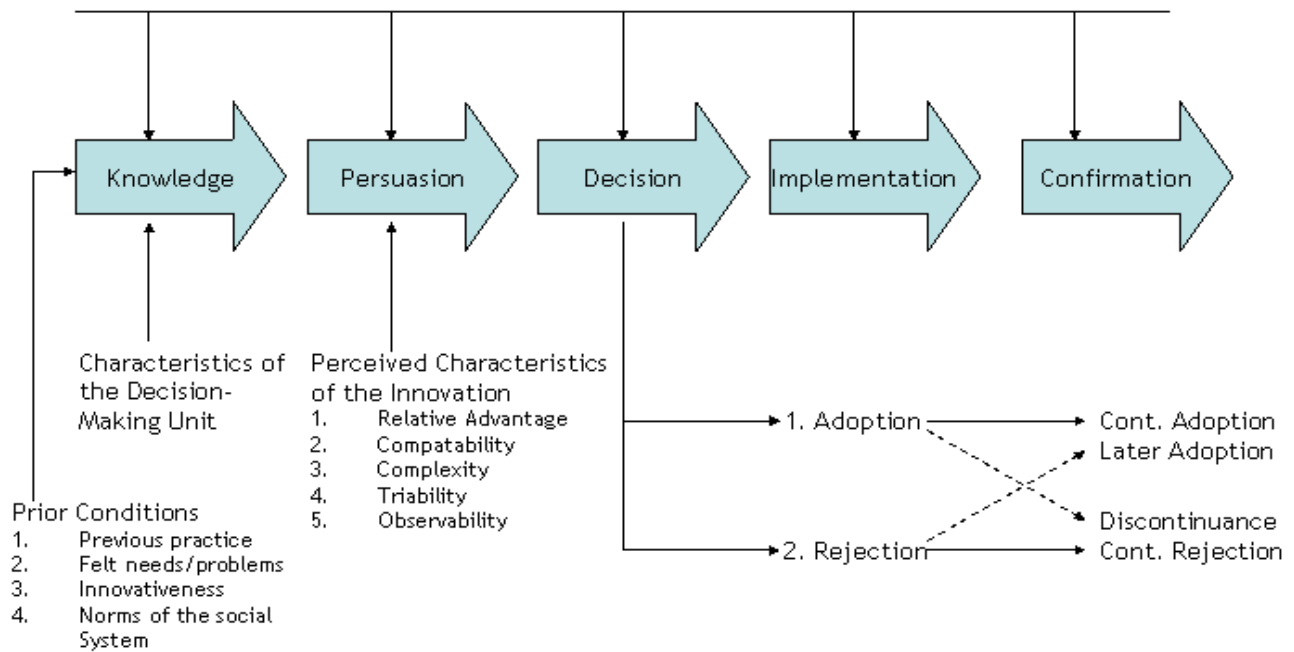 Knowledge
Persuasion
Decision
Implementation
Confirmation
Characteristics of
the Decision-
Making Unit
Perceived Characteristics
of the Innovation
1. Relative Advantage
2. Compatability
3. Complexity
4. Triability
5. Observability
Prior Conditions
1. Previous practice
2. Felt needs/problems
3. Innovativeness
4. Norms of the social
System
1. Adoption
2. Rejection
Cont. Adoption
Later Adoption
Discontinuance
Cont. Rejection